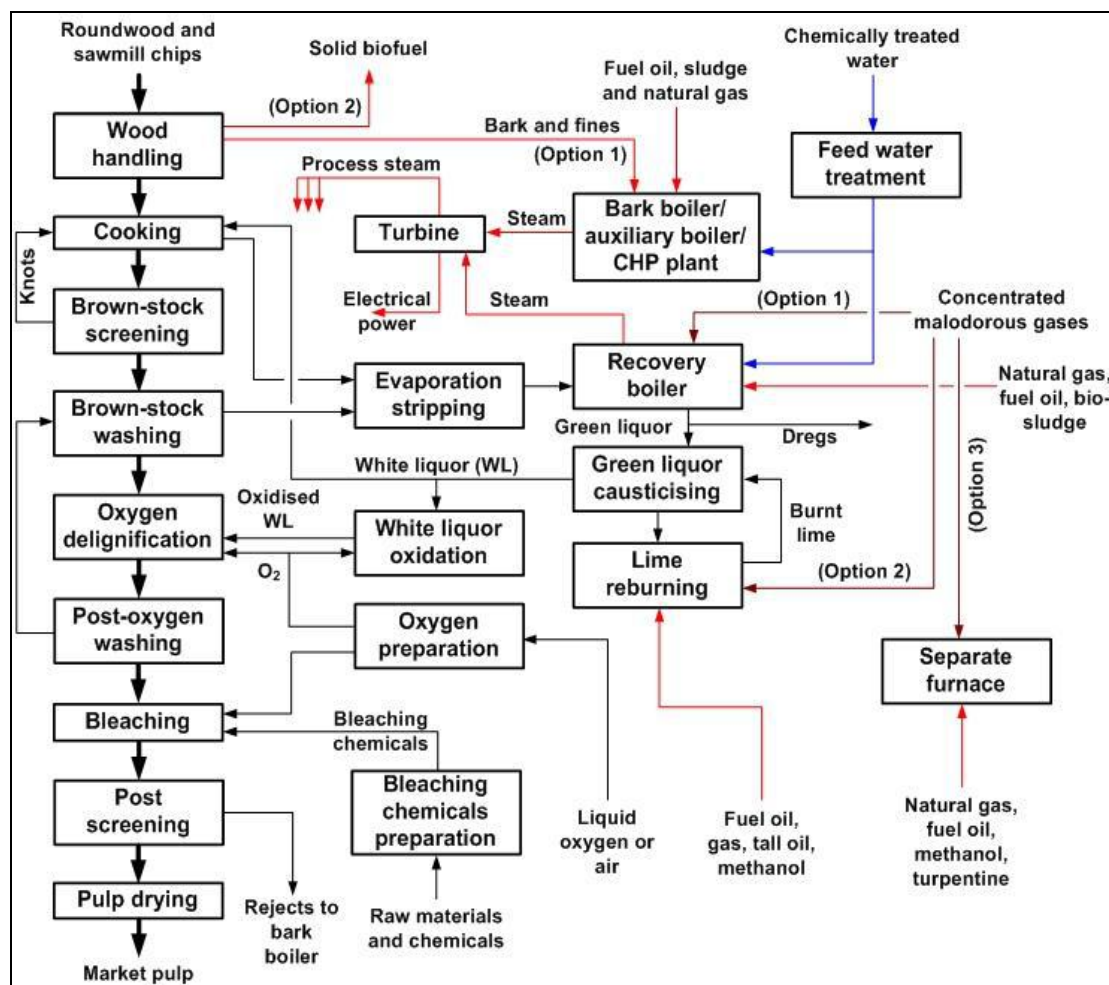 Roundwood and
sawmill chips
Solid biofuel
(Option 2)
Fuel oil, sludge
and natural gas
Chemically treated
water
Wood
handling
Bark and fines
(Option 1)
Feed water
treatment
Process steam
Bark boiler/
auxiliary boiler/
CHP plant
Steam
Turbine
Cooking
Knots
Electrical
power
Steam
(Option 1)
Concentrated
malodorous gases
Brown-stock
screening
Recovery
boiler
Evaporation
stripping
Natural gas,
fuel oil, bio-
sludge
Brown-stock
washing
Green liquor
Dregs
White liquor (WL)
Green liquor
causticising
(Option 3)
Oxidised
WL
Oxygen
delignification
White liquor
oxidation
Burnt
lime
O2
Lime
reburning
(Option 2)
Post-oxygen
washing
Oxygen
preparation
Separate
furnace
Bleaching
Bleaching
chemicals
Post
screening
Bleaching
chemicals
preparation
Liquid
oxygen or
air
Fuel oil,
gas, tall oil,
methanol
Natural gas,
fuel oil,
methanol,
turpentine
Pulp drying
Rejects to
bark
boiler
Raw materials
and chemicals
Market pulp